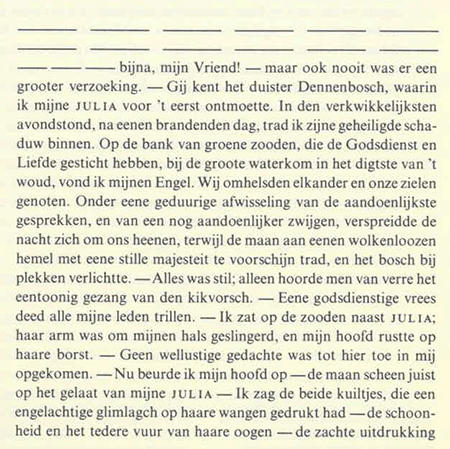 — — — — — —
— — — — — —
— — — bijna, mijn Vriend! — maar ook nooit was er een
grooter verzoeking. — Gij kent het duister Dennenbosch, waarin
ik mijne JULIA voor 't eerst ontmoette. In den verkwikkelijksten
avondstond, na eenen brandenden dag, trad ik zijne geheiligde scha-
duw binnen. Op de bank van groene zooden, die de Godsdienst en
Liefde gesticht hebben, bij de groote waterkom in het digtste van 't
woud, vond ik mijnen Engel. Wij omhelsden elkander en onze zielen
genoten. Onder eene geduurige afwisseling van de aandoenlijkste
gesprekken, en van een nog aandoenlijker zwijgen, verspreidde de
nacht zich om ons heenen, terwijl de maan aan eenen wolkenloozen
hemel met eene stille majesteit te voorschijn trad, en het bosch bij
plekken verlichtte. — Alles was stil; alleen hoorde men van verre het
eentoonig gezang van den kikvorsch. — Eene godsdienstige vrees
deed alle mijne leden trillen. — Ik zat op de zooden naast JULIA;
haar arm was om mijnen hals geslingerd, en mijn hoofd rustte op
haare borst. — Geen wellustige gedachte was tot hier toe in mij
opgekomen. — Nu beurde ik mijn hoofd op — de maan scheen juist
op het gelaat van mijne JULIA — Ik zag de beide kuiltjes, die een
engelachtige glimlagch op haare wangen gedrukt had — de schoon-
heid en het tedere vuur van haare oogen — de zachte uitdrukking